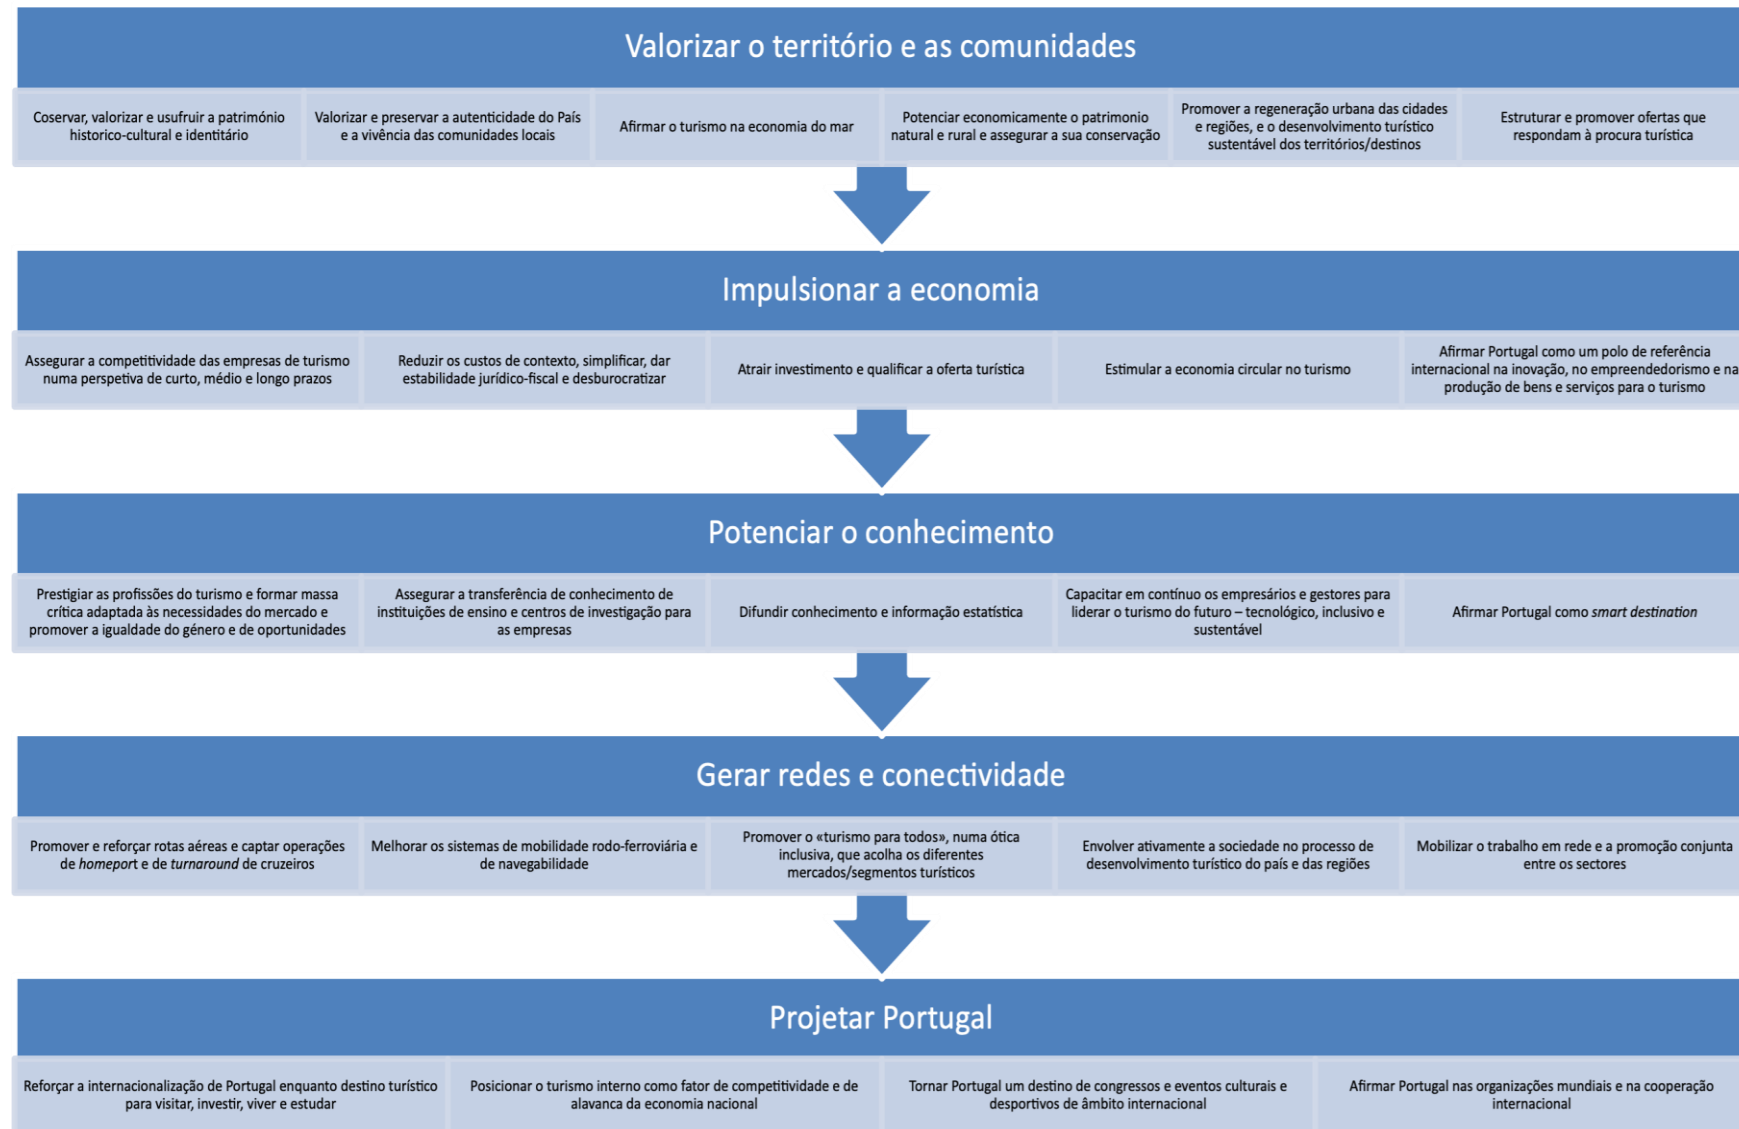 Valorizar o território e as comunidades
Coservar, valorizar e usufruir a património
historico-cultural e identitário
Valorizar e preservar a autenticidade do País
e a vivência das comunidades locais
Afirmar o turismo na economia do mar
Potenciar economicamente o patrimonio
natural e rural e assegurar a sua conservação
Promover a regeneração urbana das cidades
e regiões, e o desenvolvimento turístico
sustentável dos territórios/destinos
Estruturar e promover ofertas que
respondam à procura turística
Impulsionar a economia
Assegurar a competitividade das empresas de turismo
numa perspetiva de curto, médio e longo prazos
Reduzir os custos de contexto, simplificar, dar
estabilidade jurídico-fiscal e desburocratizar
Atrair investimento e qualificar a oferta turística
Estimular a economia circular no turismo
Afirmar Portugal como um polo de referência
internacional na inovação, no empreendedorismo e na
produção de bens e serviços para o turismo
Potenciar o conhecimento
Prestigiar as profissões do turismo e formar massa
crítica adaptada às necessidades do mercado e
promover a igualdade do género e de oportunidades
Assegurar a transferência de conhecimento de
instituições de ensino e centros de investigação para
as empresas
Difundir conhecimento e informação estatística
Capacitar em contínuo os empresários e gestores para
liderar o turismo do futuro – tecnológico, inclusivo e
sustentável
Afirmar Portugal como smart destination
Gerar redes e conectividade
Promover e reforçar rotas aéreas e captar operações
de homeport e de turnaround de cruzeiros
Melhorar os sistemas de mobilidade rodo-ferroviária e
de navegabilidade
Promover o «turismo para todos», numa ótica
inclusiva, que acolha os diferentes
mercados/segmentos turísticos
Envolver ativamente a sociedade no processo de
desenvolvimento turístico do país e das regiões
Mobilizar o trabalho em rede e a promoção conjunta
entre os sectores
Projetar Portugal
Reforçar a internacionalização de Portugal enquanto destino turístico
para visitar, investir, viver e estudar
Posicionar o turismo interno como fator de competitividade e de
alavanca da economia nacional
Tornar Portugal um destino de congressos e eventos culturais e
desportivos de âmbito internacional
Afirmar Portugal nas organizações mundiais e na cooperação
internacional